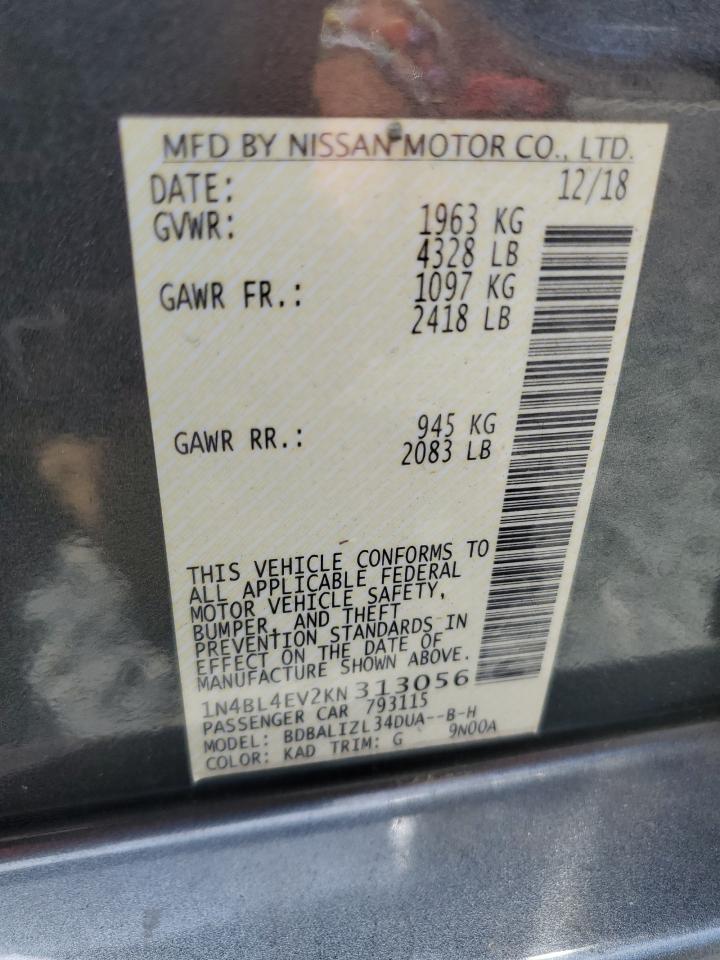 MFD BY NISSAN MOTOR CO., LTD.
DATE: 12/18
GVWR: 1963 KG
4328 LB
GAWR FR.: 1097 KG
2418 LB
GAWR RR.: 945 KG
2083 LB
THIS VEHICLE CONFORMS TO
ALL APPLICABLE FEDERAL
MOTOR VEHICLE SAFETY,
BUMPER, AND THEFT
PREVENTION STANDARDS IN
EFFECT ON THE DATE OF
MANUFACTURE SHOWN ABOVE.
1N4BL4EV2KN313056
PASSENGER CAR 793115
MODEL: BDBALIZL34DUA--B-H
COLOR: KAD TRIM: G 9N00A